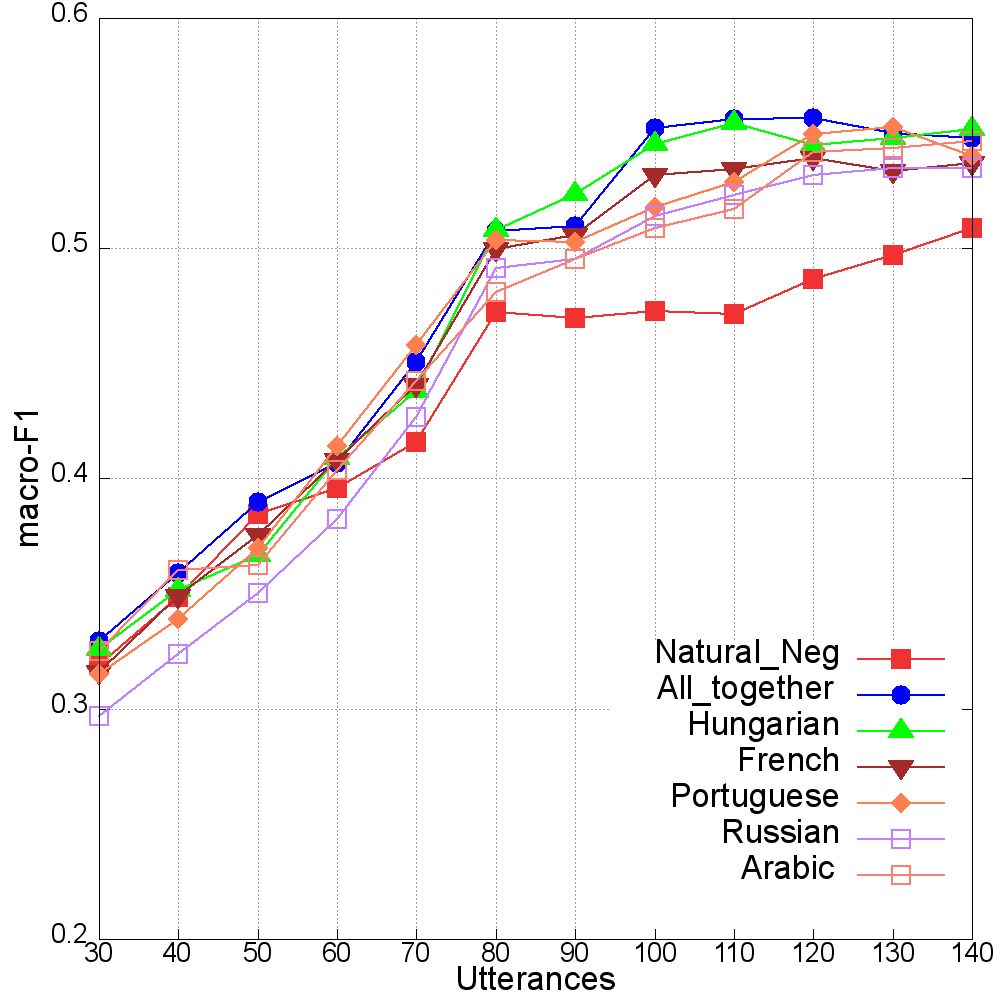 0.6
0.5
0.4
0.3
0.2
macro-F1
Natural_Neg
All_together
Hungarian
French
Portuguese
Russian
Arabic
30 40 50 60 70 80 90 100 110 120 130 140
Utterances